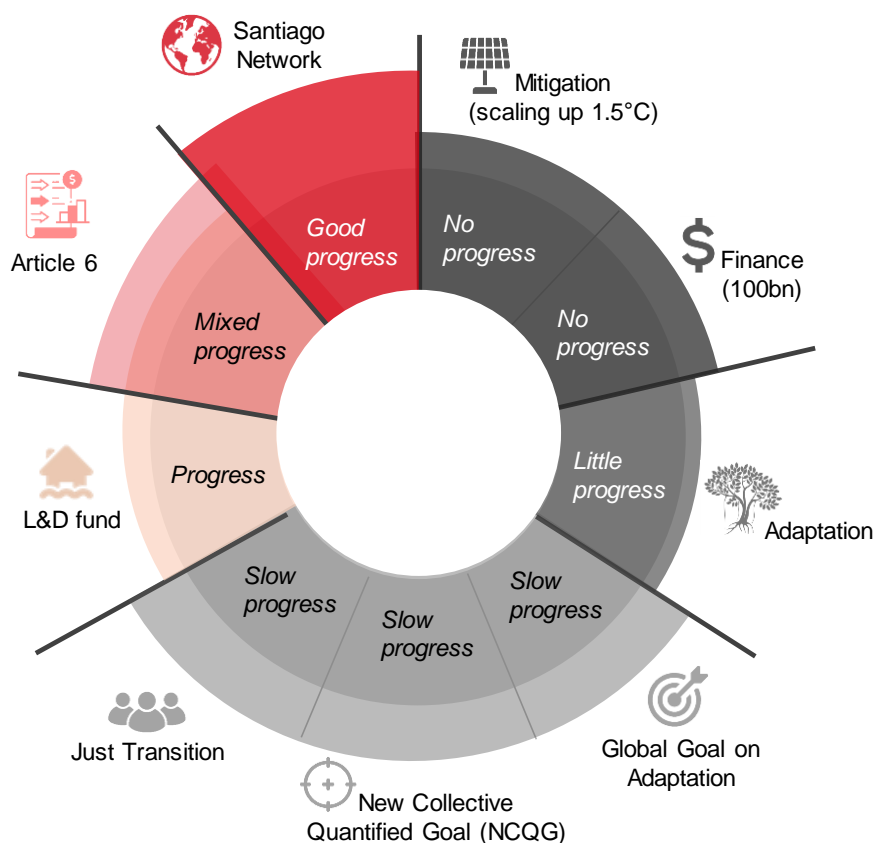 Santiago
Network
Mitigation
(scaling up 1.5°C)
Good
progress
No
progress
$
Finance
(100bn)
No
progress
$
Article 6
Mixed
progress
Little
progress
Adaptation
Progress
L&D fund
Slow
progress
Slow
progress
Slow
progress
Just Transition
New Collective
Quantified Goal (NCQG)
Global Goal on
Adaptation